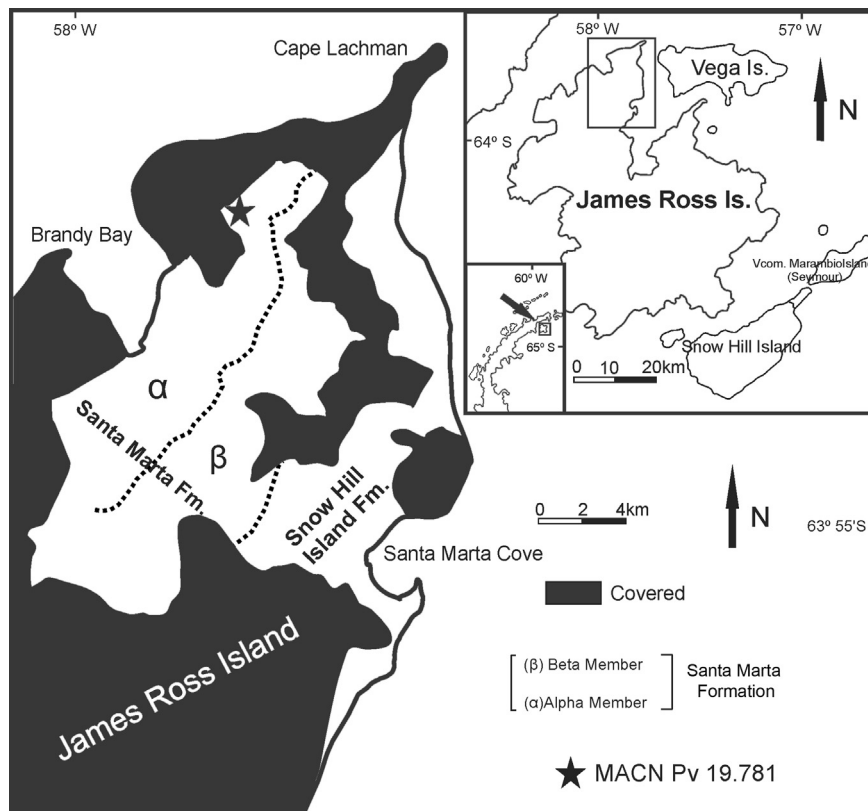 58º W
Cape Lachman
Brandy Bay
α
Santa Marta Fm.
β
Snow Hill
Island Fm.
Santa Marta Cove
James Ross Island
58º W
57º W
Vega Is.
N
64º S
James Ross Is.
Vcom. MarambioIsland
(Seymour)
60º W
65º S
Snow Hill Island
0 10 20km
0 2 4km
N
63º 55'S
Covered
(β) Beta Member
(α)Alpha Member
Santa Marta
Formation
MACN Pv 19.781